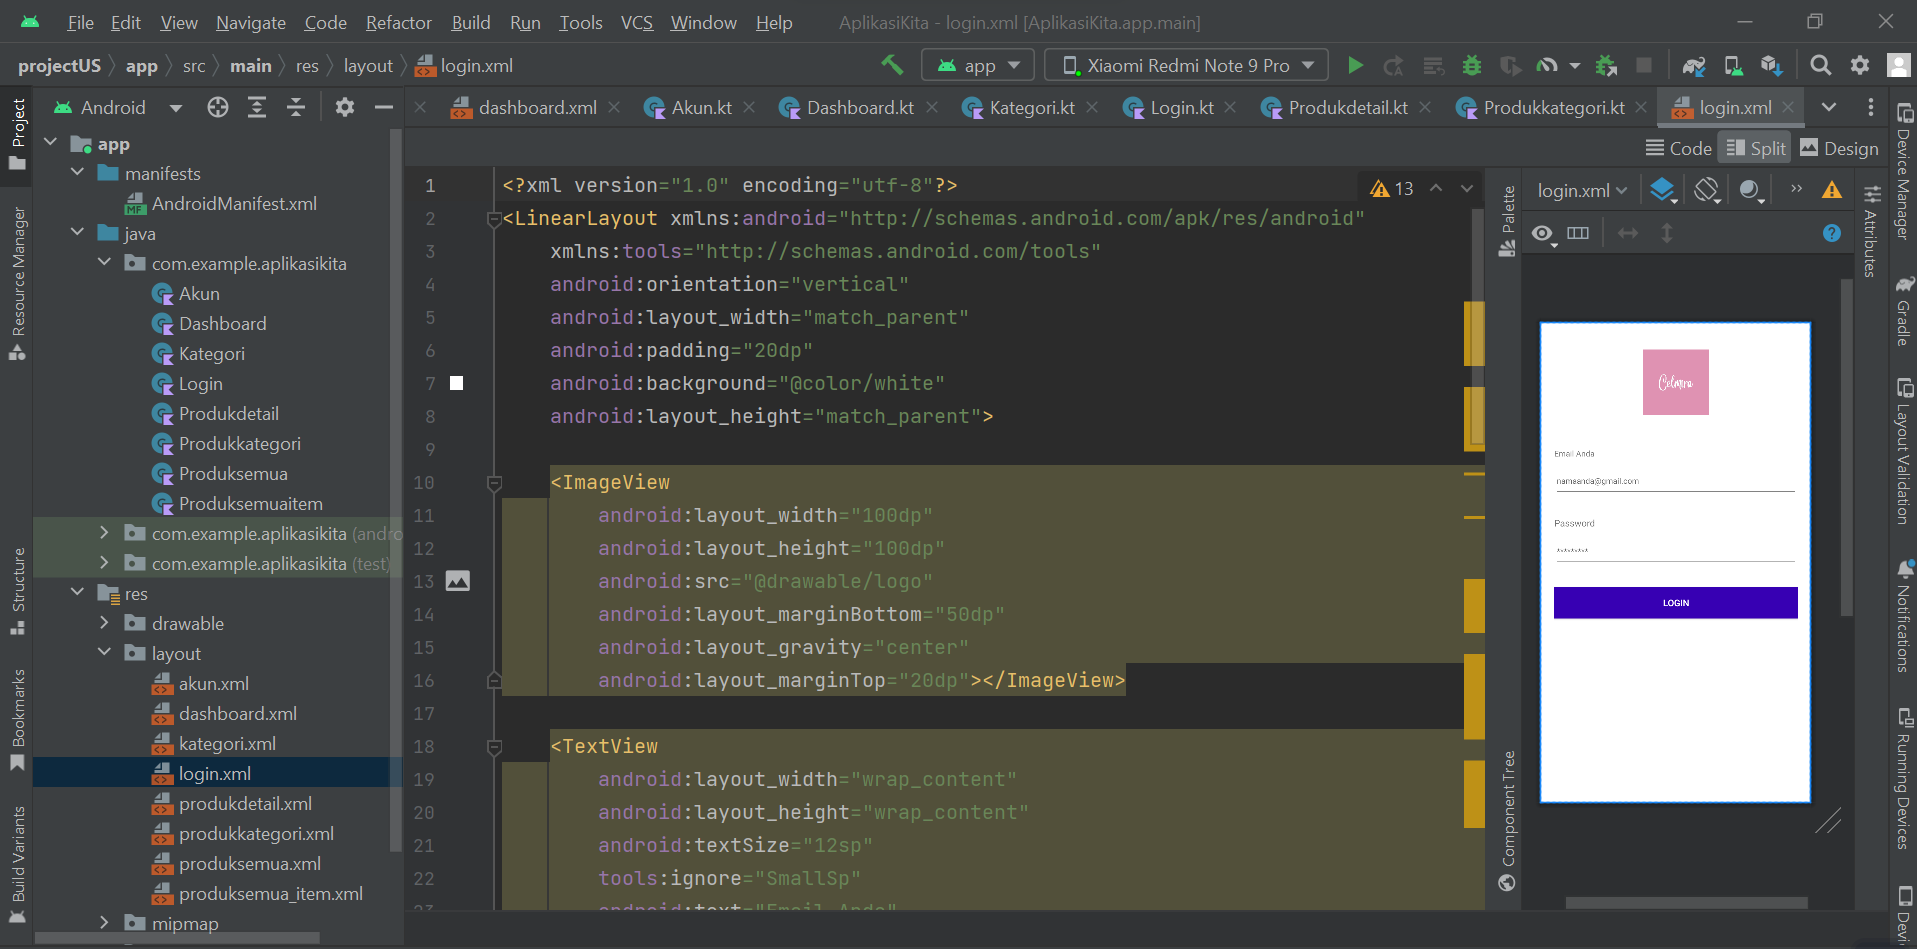 File Edit View Navigate Code Refactor Build Run Tools VCS Window Help AplikasiKita - login.xml [AplikasiKita.app.main]
projectUS app src main res layout login.xml app Xiaomi Redmi Note 9 Pro
Project
Resource Manager
Structure
Bookmarks
Build Variants
Android
app
manifests
AndroidManifest.xml
java
com.example.aplikasikita
Akun
Dashboard
Kategori
Login
Produkdetail
Produkkategori
Produksemua
Produksemuaitem
com.example.aplikasikita (andro
com.example.aplikasikita (test)
res
drawable
layout
akun.xml
dashboard.xml
kategori.xml
login.xml
produkdetail.xml
produkkategori.xml
produksemua.xml
produksemua_item.xml
mipmap
dashboard.xml Akun.kt Dashboard.kt Kategori.kt Login.kt Produkdetail.kt Produkkategori.kt login.xml
Code Split Design
13
1 <?xml version="1.0" encoding="utf-8"?>
2 <LinearLayout xmlns:android="http://schemas.android.com/apk/res/android"
3 xmlns:tools="http://schemas.android.com/tools"
4 android:orientation="vertical"
5 android:layout_width="match_parent"
6 android:padding="20dp"
7 android:background="@color/white"
8 android:layout_height="match_parent">
9
10 <ImageView
11 android:layout_width="100dp"
12 android:layout_height="100dp"
13 android:src="@drawable/logo"
14 android:layout_marginBottom="50dp"
15 android:layout_gravity="center"
16 android:layout_marginTop="20dp"></ImageView>
17
18 <TextView
19 android:layout_width="wrap_content"
20 android:layout_height="wrap_content"
21 android:textSize="12sp"
22 tools:ignore="SmallSp"
23 android:text="Email Anda"
Palette
Component Tree
login.xml
Email Anda
namaanda@gmail.com
Password
********
LOGIN
Attributes
Device Manager
Gradle
Layout Validation
Notifications
Running Devices
Devi